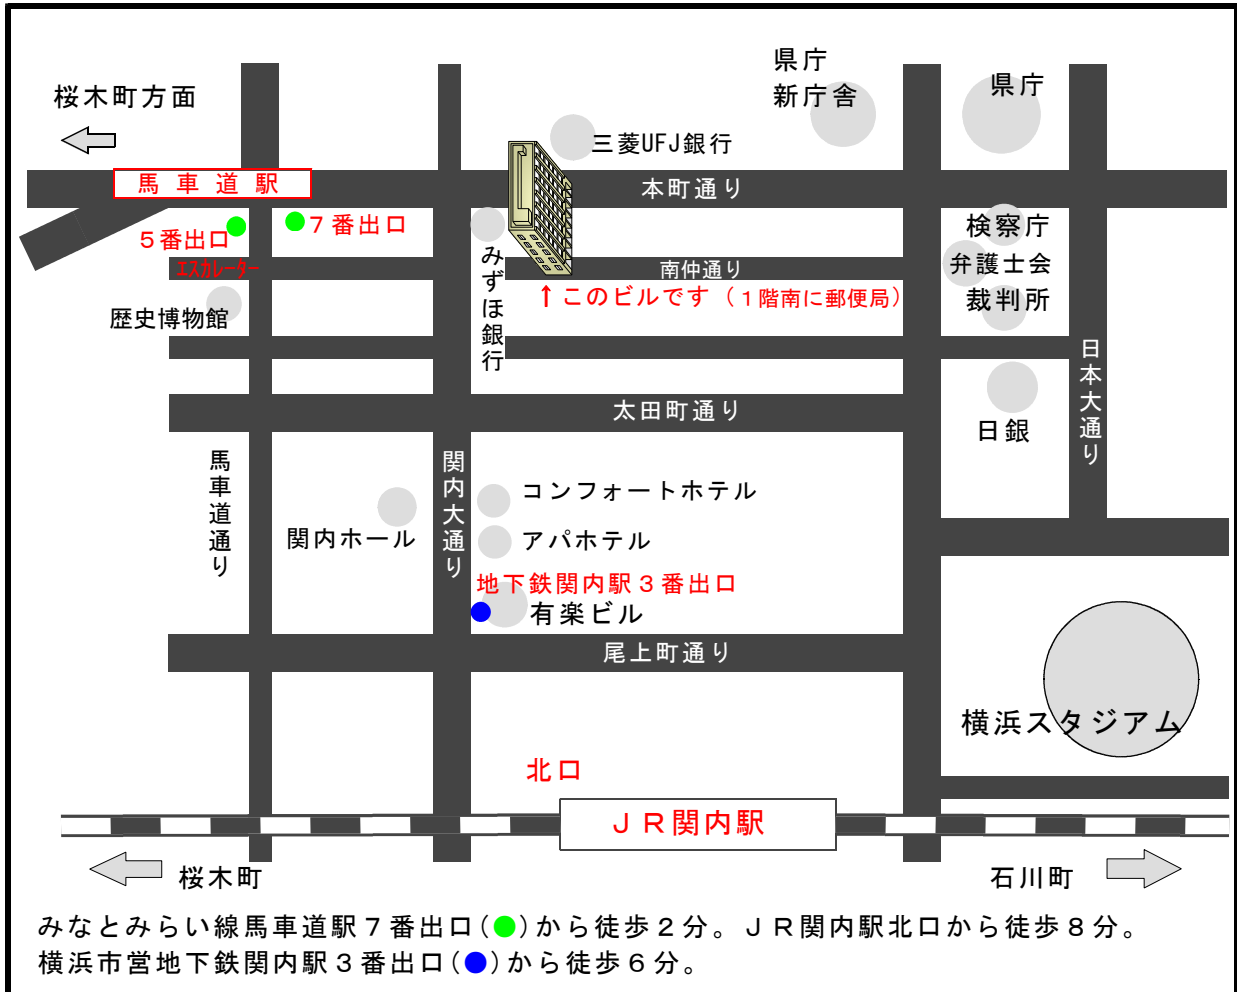 県庁
新庁舎
県庁
桜木町方面
三菱UFJ銀行
馬車道駅
本町通り
５番出口
７番出口
検察庁
エスカレーター
みずほ銀行
南仲通り
弁護士会
↑このビルです（１階南に郵便局）
裁判所
歴史博物館
日本大通り
太田町通り
日銀
馬車道通り
関内大通り
コンフォートホテル
関内ホール
アパホテル
地下鉄関内駅３番出口
有楽ビル
尾上町通り
横浜スタジアム
北口
ＪＲ関内駅
桜木町
石川町
みなとみらい線馬車道駅７番出口(●)から徒歩２分。ＪＲ関内駅北口から徒歩８分。
横浜市営地下鉄関内駅３番出口(●)から徒歩６分。